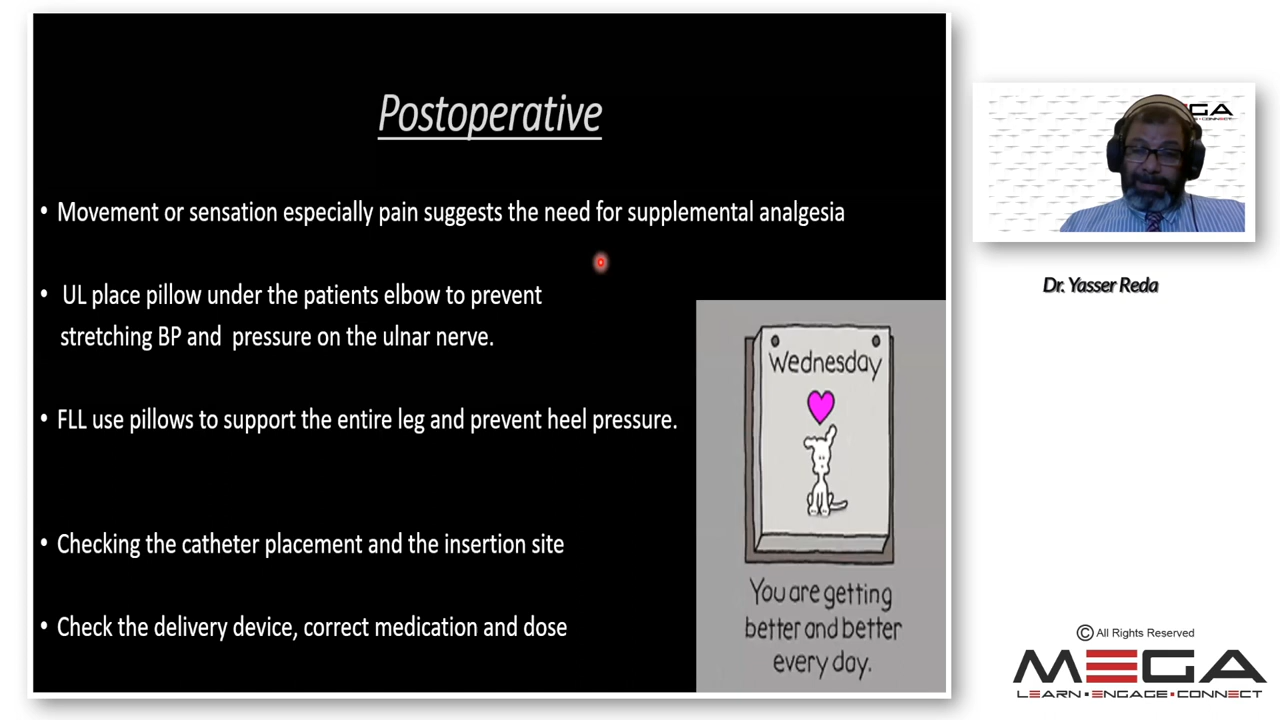 Postoperative
• Movement or sensation especially pain suggests the need for supplemental analgesia
• UL place pillow under the patients elbow to prevent
stretching BP and pressure on the ulnar nerve.
• FLL use pillows to support the entire leg and prevent heel pressure.
• Checking the catheter placement and the insertion site
• Check the delivery device, correct medication and dose
Wednesday
You are getting
better and better
every day.
GA
Dr. Yasser Reda
© All Rights Reserved
MEGA
LEARN • ENGAGE • CONNECT